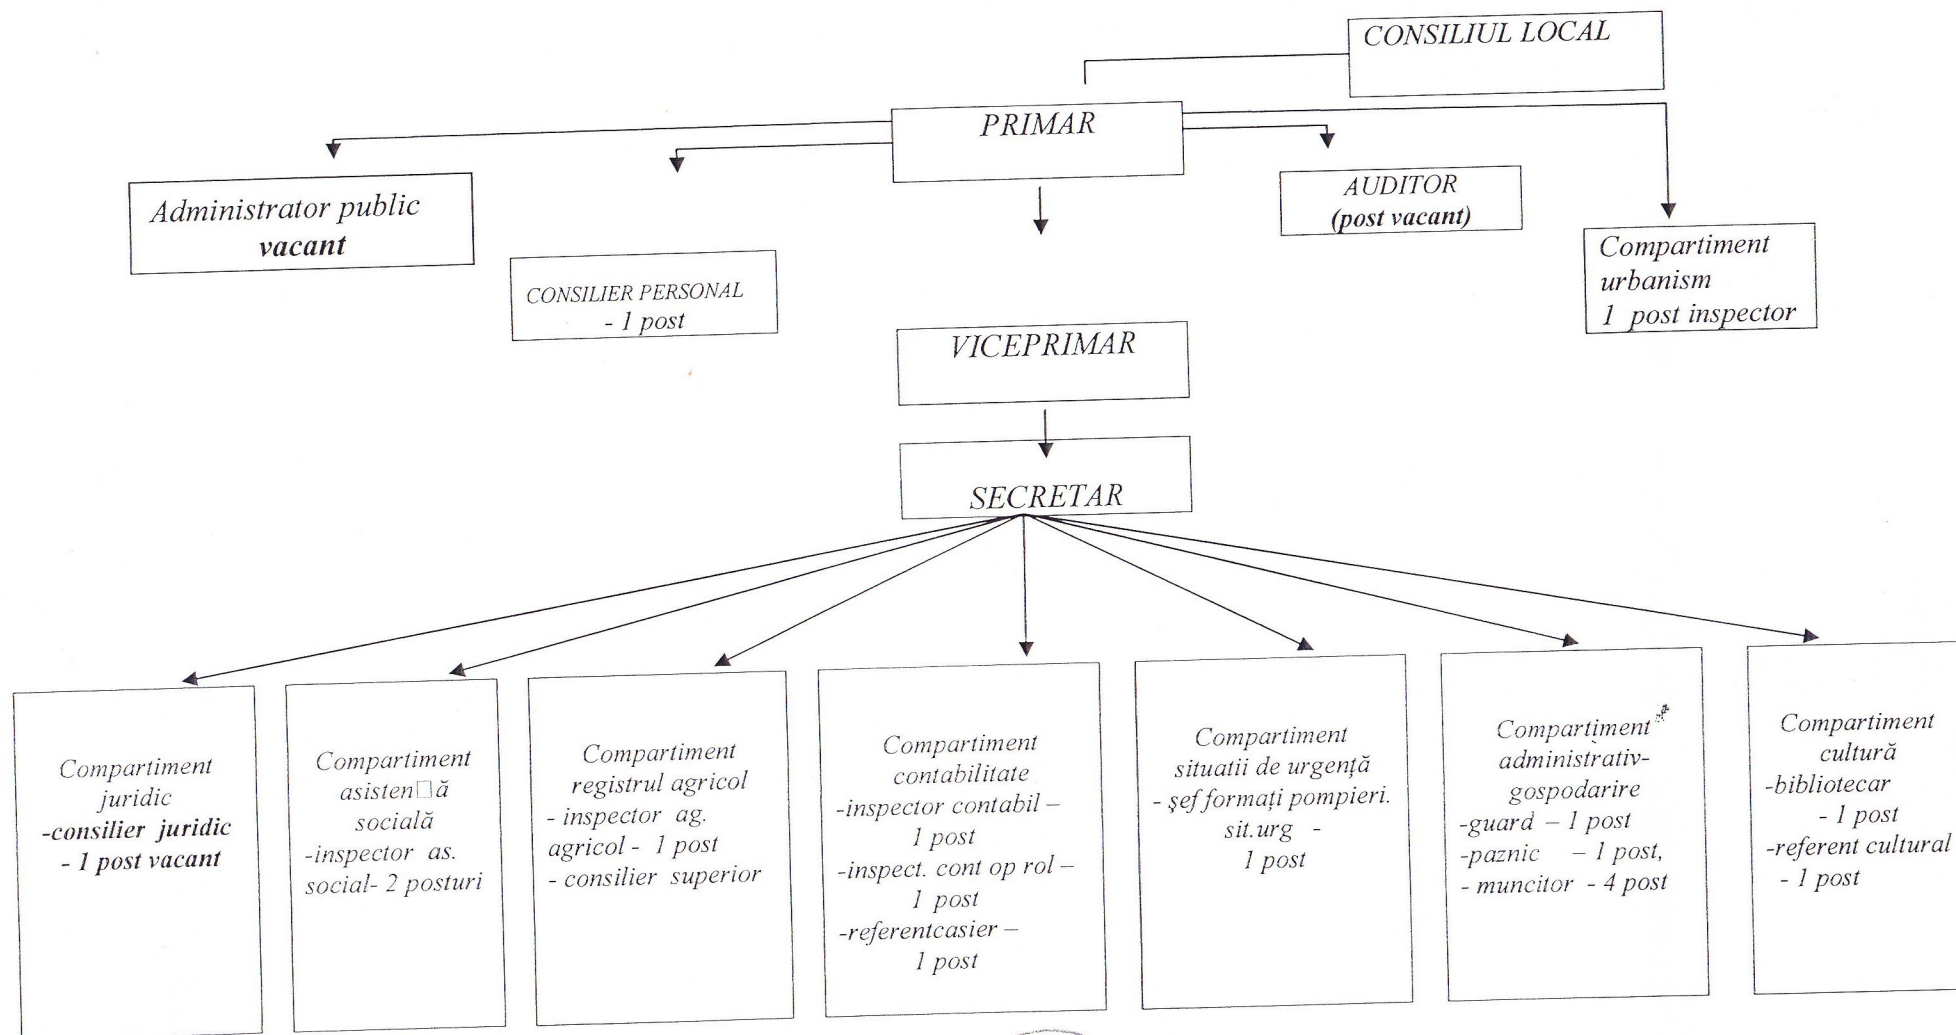 CONSILIUL LOCAL
PRIMAR
Administrator public
vacant
CONSILIER PERSONAL
- 1 post
AUDITOR
(post vacant)
Compartiment
urbanism
1 post inspector
VICEPRIMAR
SECRETAR
Compartiment
juridic
-consilier juridic
- 1 post vacant
Compartiment
asisten□ă
socială
-inspector as.
social- 2 posturi
Compartiment
registrul agricol
- inspector ag.
agricol - 1 post
- consilier superior
Compartiment
contabilitate
-inspector contabil –
1 post
-inspect. cont op rol –
1 post
-referentcasier –
1 post
Compartiment
situatii de urgență
- șef formați pompieri.
sit.urg -
1 post
Compartiment
administrativ-
gospodarire
-guard – 1 post
-paznic – 1 post,
- muncitor - 4 post
Compartiment
cultură
-bibliotecar
- 1 post
-referent cultural
- 1 post